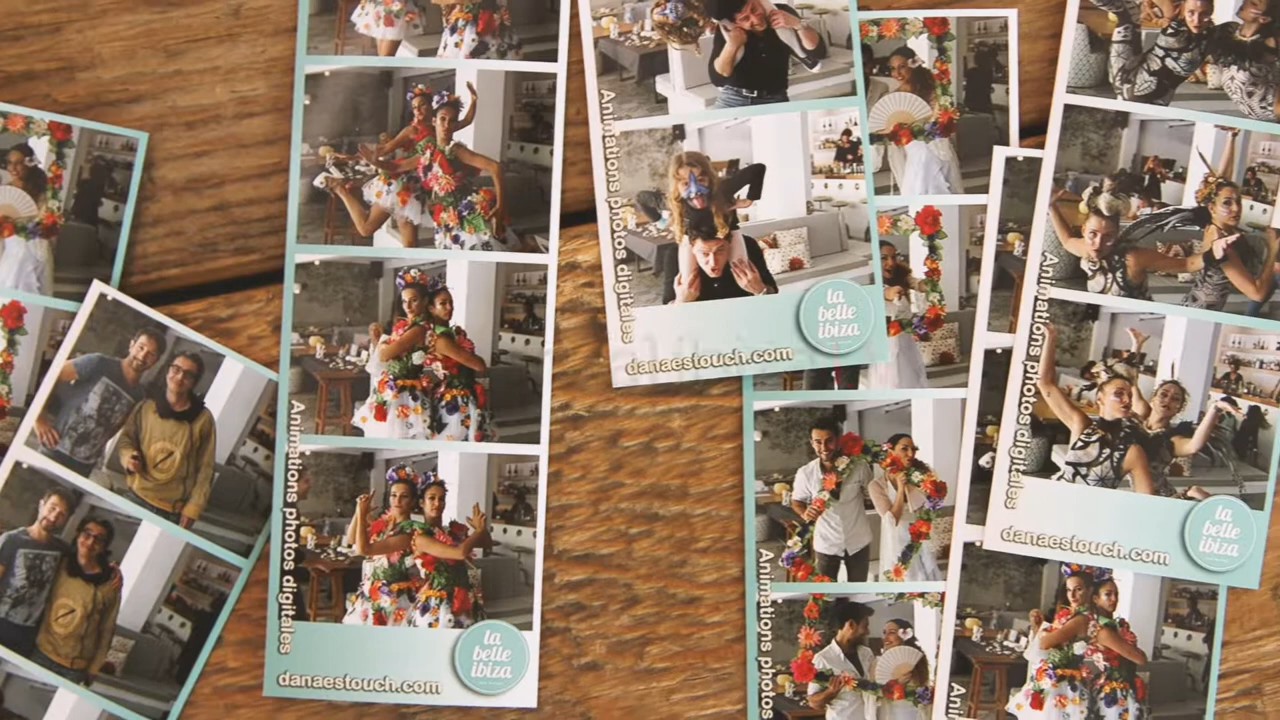 Animations photos digitales
danaestouch.com
la
belle
ibiza
Animations photos digitales
danaestouch.com
la
belle
ibiza
Animations photos
Animations photos digitales
danaestouch.com
la
belle
ibiza
An